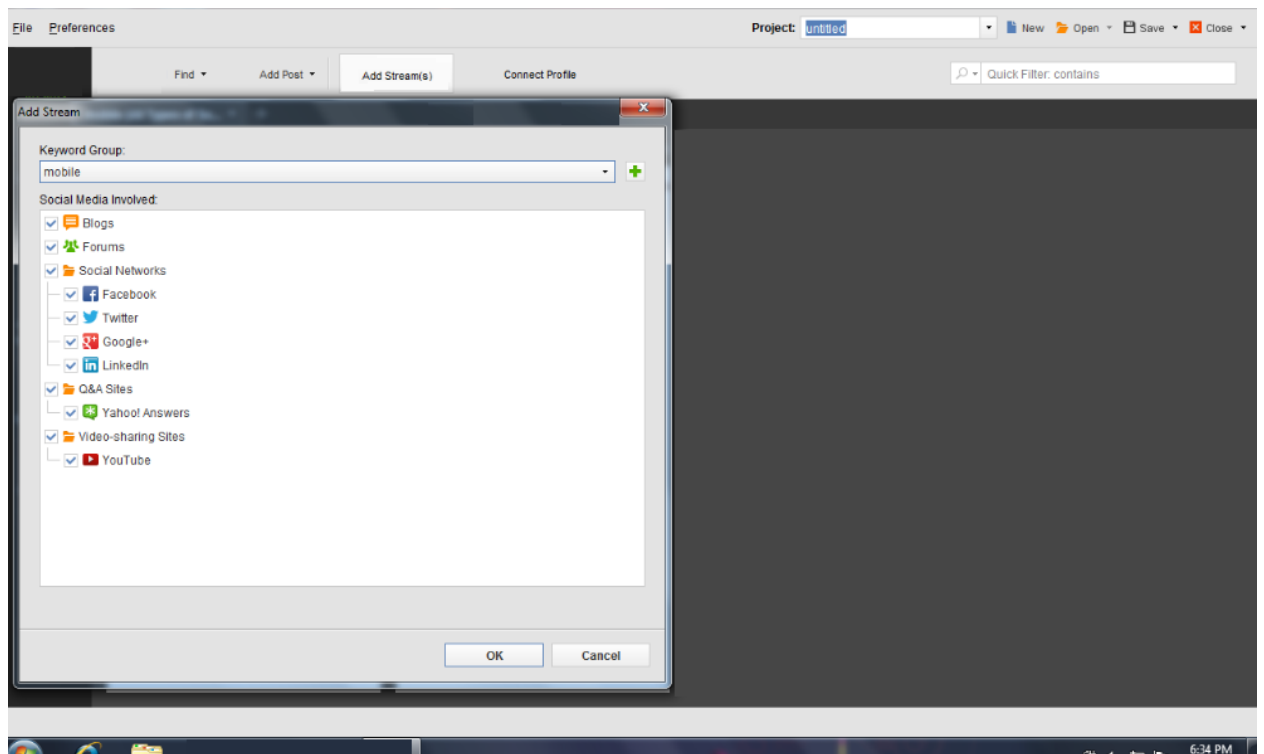 File Preferences Project: untitled New Open Save Close
Find Add Post Add Stream(s) Connect Profile Quick Filter: contains
Add Stream
Keyword Group:
mobile
Social Media Involved:
Blogs
Forums
Social Networks
Facebook
Twitter
Google+
LinkedIn
Q&A Sites
Yahoo! Answers
Video-sharing Sites
YouTube
OK Cancel
6:34 PM